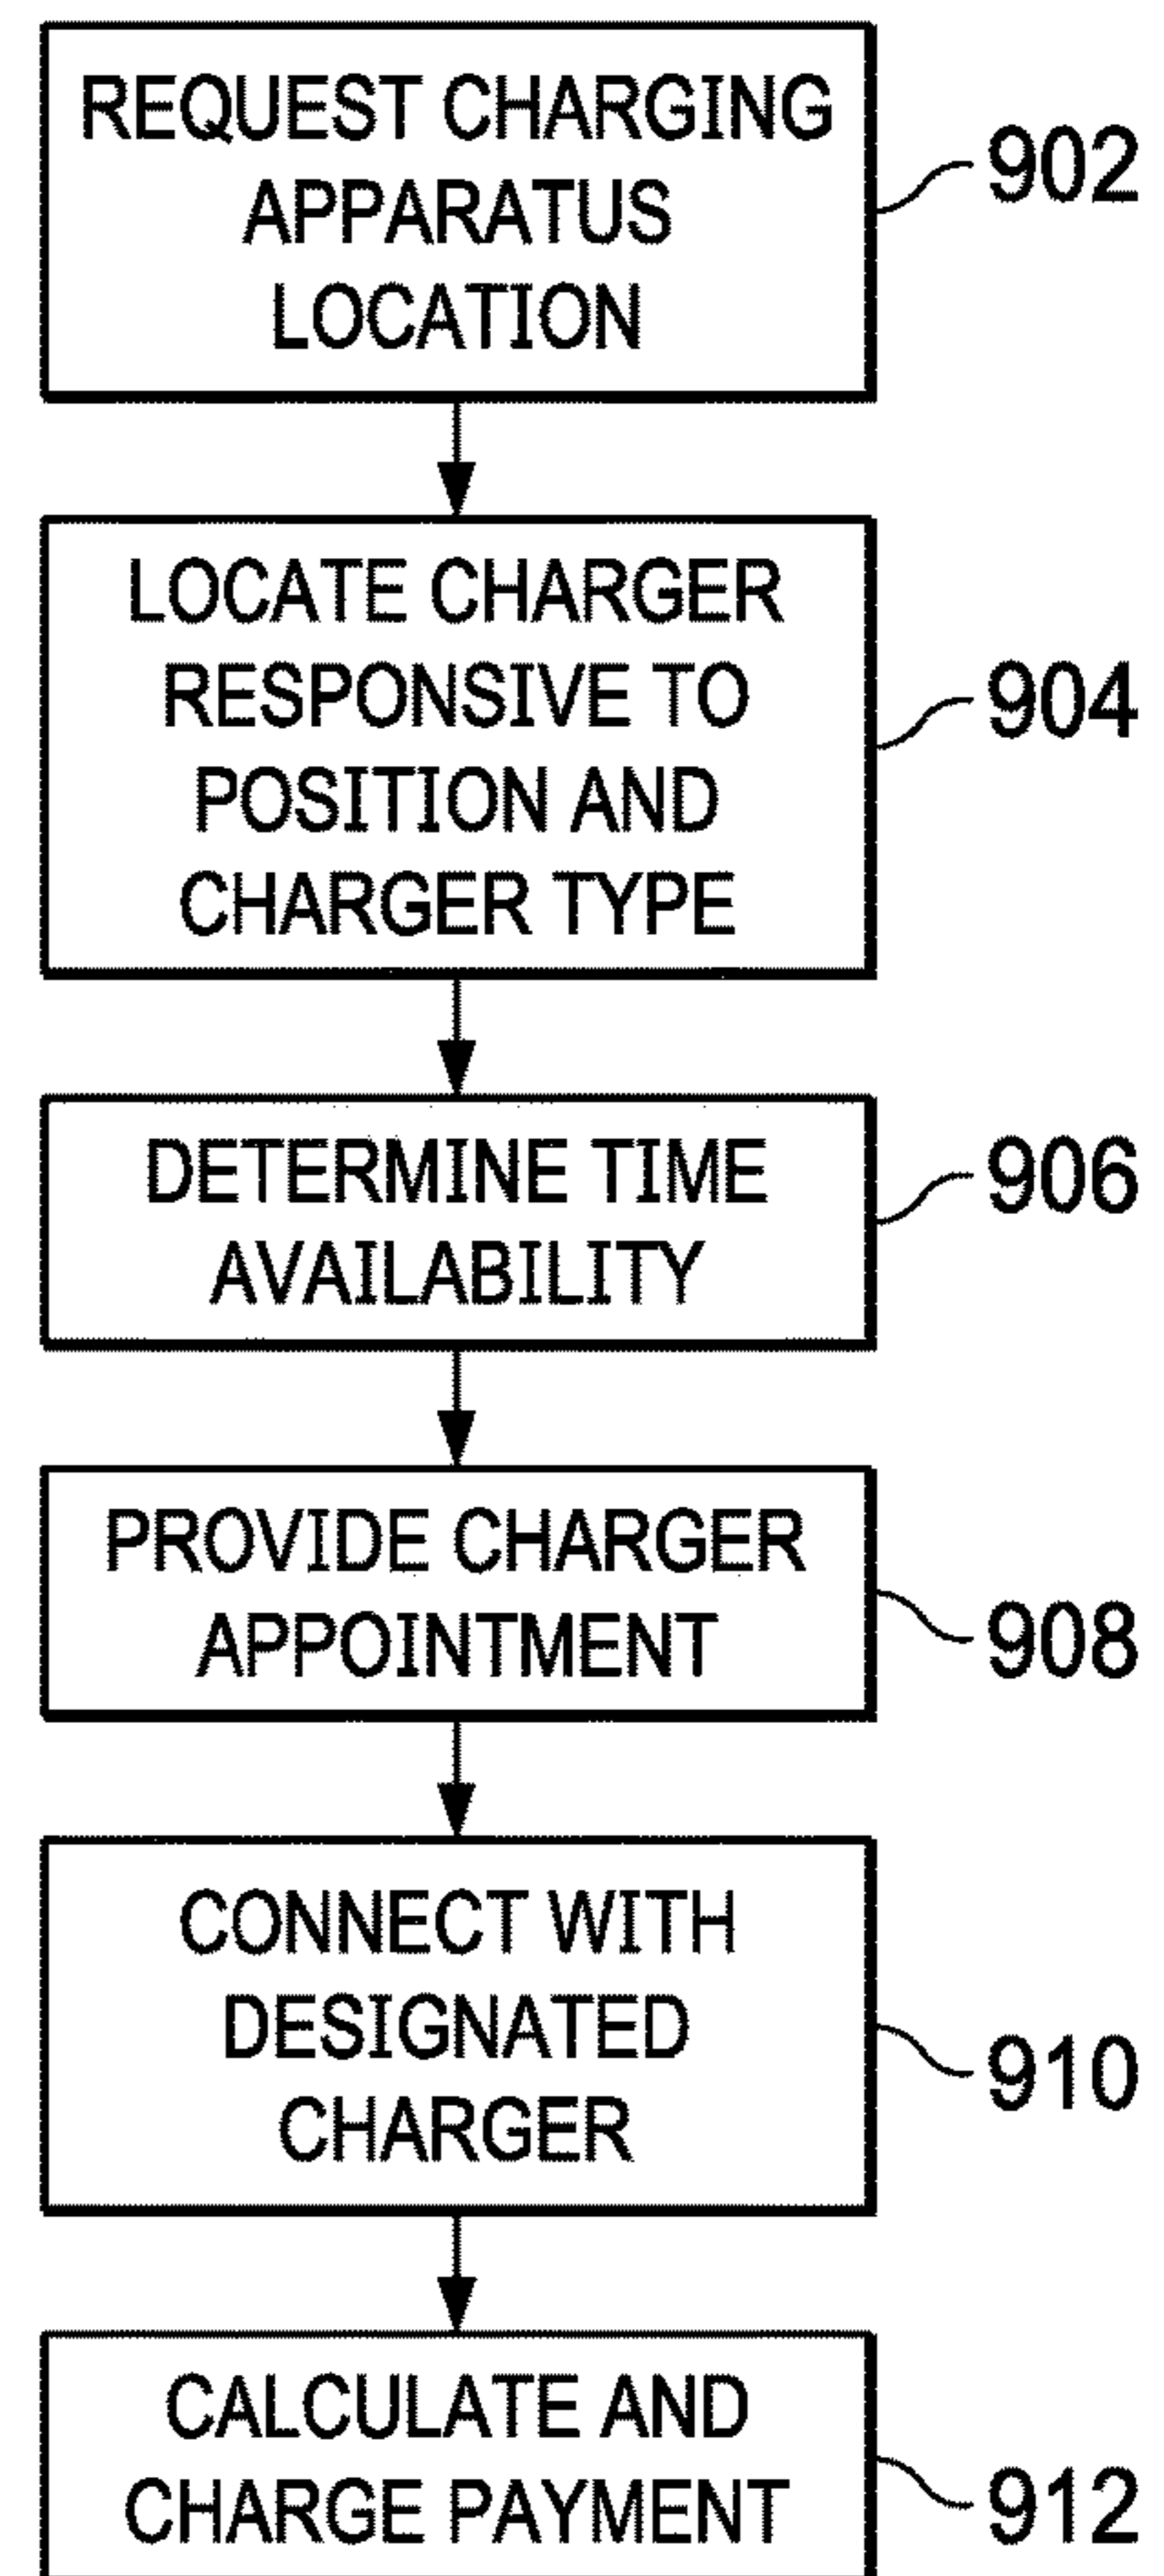 REQUEST CHARGING
APPARATUS
LOCATION
902
LOCATE CHARGER
RESPONSIVE TO
POSITION AND
CHARGER TYPE
904
DETERMINE TIME
AVAILABILITY
906
PROVIDE CHARGER
APPOINTMENT
908
CONNECT WITH
DESIGNATED
CHARGER
910
CALCULATE AND
CHARGE PAYMENT
912